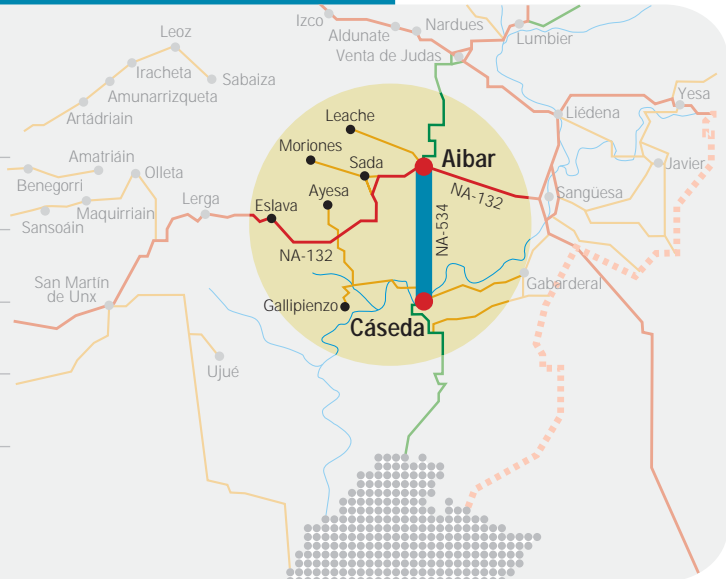 Izco
Nardues
Aldunate
Lumbier
Leoz
Venta de Judas
Iracheta
Sabaiza
Amunarrizqueta
Yesa
Artádriain
Leache
Liédena
Moriones
Aibar
Amatriáin
Sada
Javier
Olleta
Benegorri
Ayesa
NA-132
Sangüesa
Lerga
Eslava
Maquirriain
Sansoáin
NA-534
NA-132
San Martín
de Unx
Gabarderal
Gallipienzo
Cáseda
Ujué